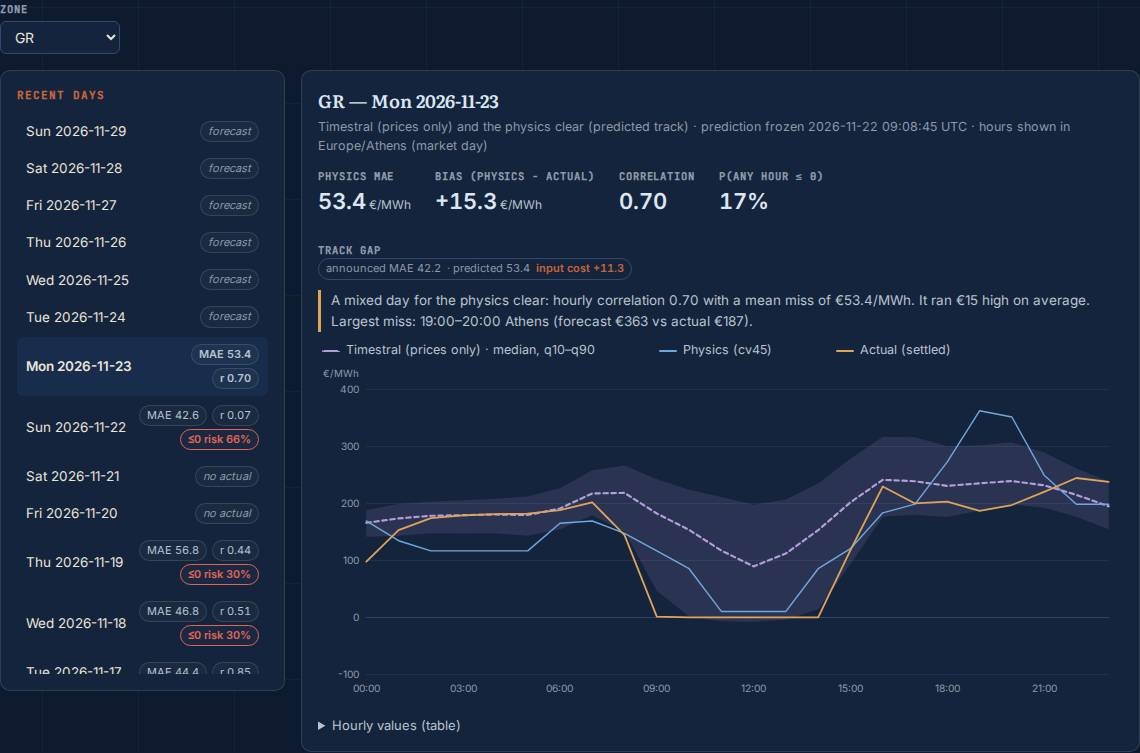 ZONE
GR
RECENT DAYS
Sun 2026-11-29 forecast
Sat 2026-11-28 forecast
Fri 2026-11-27 forecast
Thu 2026-11-26 forecast
Wed 2026-11-25 forecast
Tue 2026-11-24 forecast
Mon 2026-11-23 MAE 53.4
r 0.70
Sun 2026-11-22 MAE 42.6 r 0.07
≤0 risk 66%
Sat 2026-11-21 no actual
Fri 2026-11-20 no actual
Thu 2026-11-19 MAE 56.8 r 0.44
≤0 risk 30%
Wed 2026-11-18 MAE 46.8 r 0.51
≤0 risk 30%
Tue 2026-11-17 MAE 44.4 r 0.85
GR — Mon 2026-11-23
Timestral (prices only) and the physics clear (predicted track) · prediction frozen 2026-11-22 09:08:45 UTC · hours shown in
Europe/Athens (market day)
PHYSICS MAE BIAS (PHYSICS - ACTUAL) CORRELATION P(ANY HOUR ≤ 0)
53.4 €/MWh +15.3 €/MWh 0.70 17%
TRACK GAP
announced MAE 42.2 · predicted 53.4 input cost +11.3
A mixed day for the physics clear: hourly correlation 0.70 with a mean miss of €53.4/MWh. It ran €15 high on average.
Largest miss: 19:00–20:00 Athens (forecast €363 vs actual €187).
Timestral (prices only) · median, q10–q90 Physics (cv45) Actual (settled)
€/MWh
400
300
200
100
0
-100
00:00 03:00 06:00 09:00 12:00 15:00 18:00 21:00
Hourly values (table)